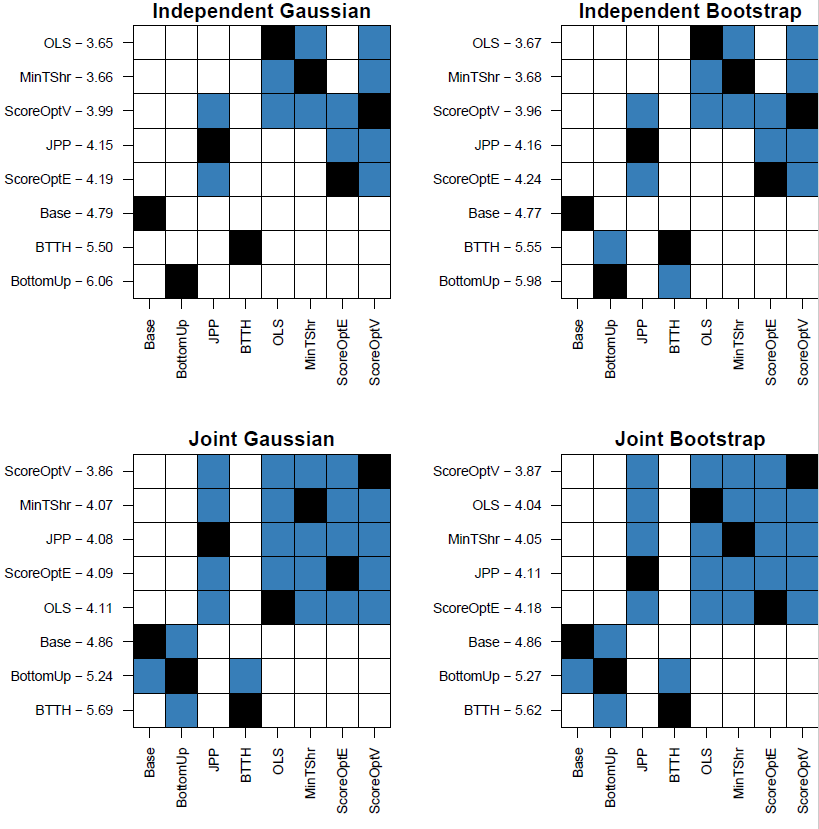 Independent Gaussian
OLS − 3.65
MinTShr − 3.66
ScoreOptV − 3.99
JPP − 4.15
ScoreOptE − 4.19
Base − 4.79
BTTH − 5.50
BottomUp − 6.06
Base
BottomUp
JPP
BTTH
OLS
MinTShr
ScoreOptE
ScoreOptV
Independent Bootstrap
OLS − 3.67
MinTShr − 3.68
ScoreOptV − 3.96
JPP − 4.16
ScoreOptE − 4.24
Base − 4.77
BTTH − 5.55
BottomUp − 5.98
Base
BottomUp
JPP
BTTH
OLS
MinTShr
ScoreOptE
ScoreOptV
Joint Gaussian
ScoreOptV − 3.86
MinTShr − 4.07
JPP − 4.08
ScoreOptE − 4.09
OLS − 4.11
Base − 4.86
BottomUp − 5.24
BTTH − 5.69
Base
BottomUp
JPP
BTTH
OLS
MinTShr
ScoreOptE
ScoreOptV
Joint Bootstrap
ScoreOptV − 3.87
OLS − 4.04
MinTShr − 4.05
JPP − 4.11
ScoreOptE − 4.18
Base − 4.86
BottomUp − 5.27
BTTH − 5.62
Base
BottomUp
JPP
BTTH
OLS
MinTShr
ScoreOptE
ScoreOptV